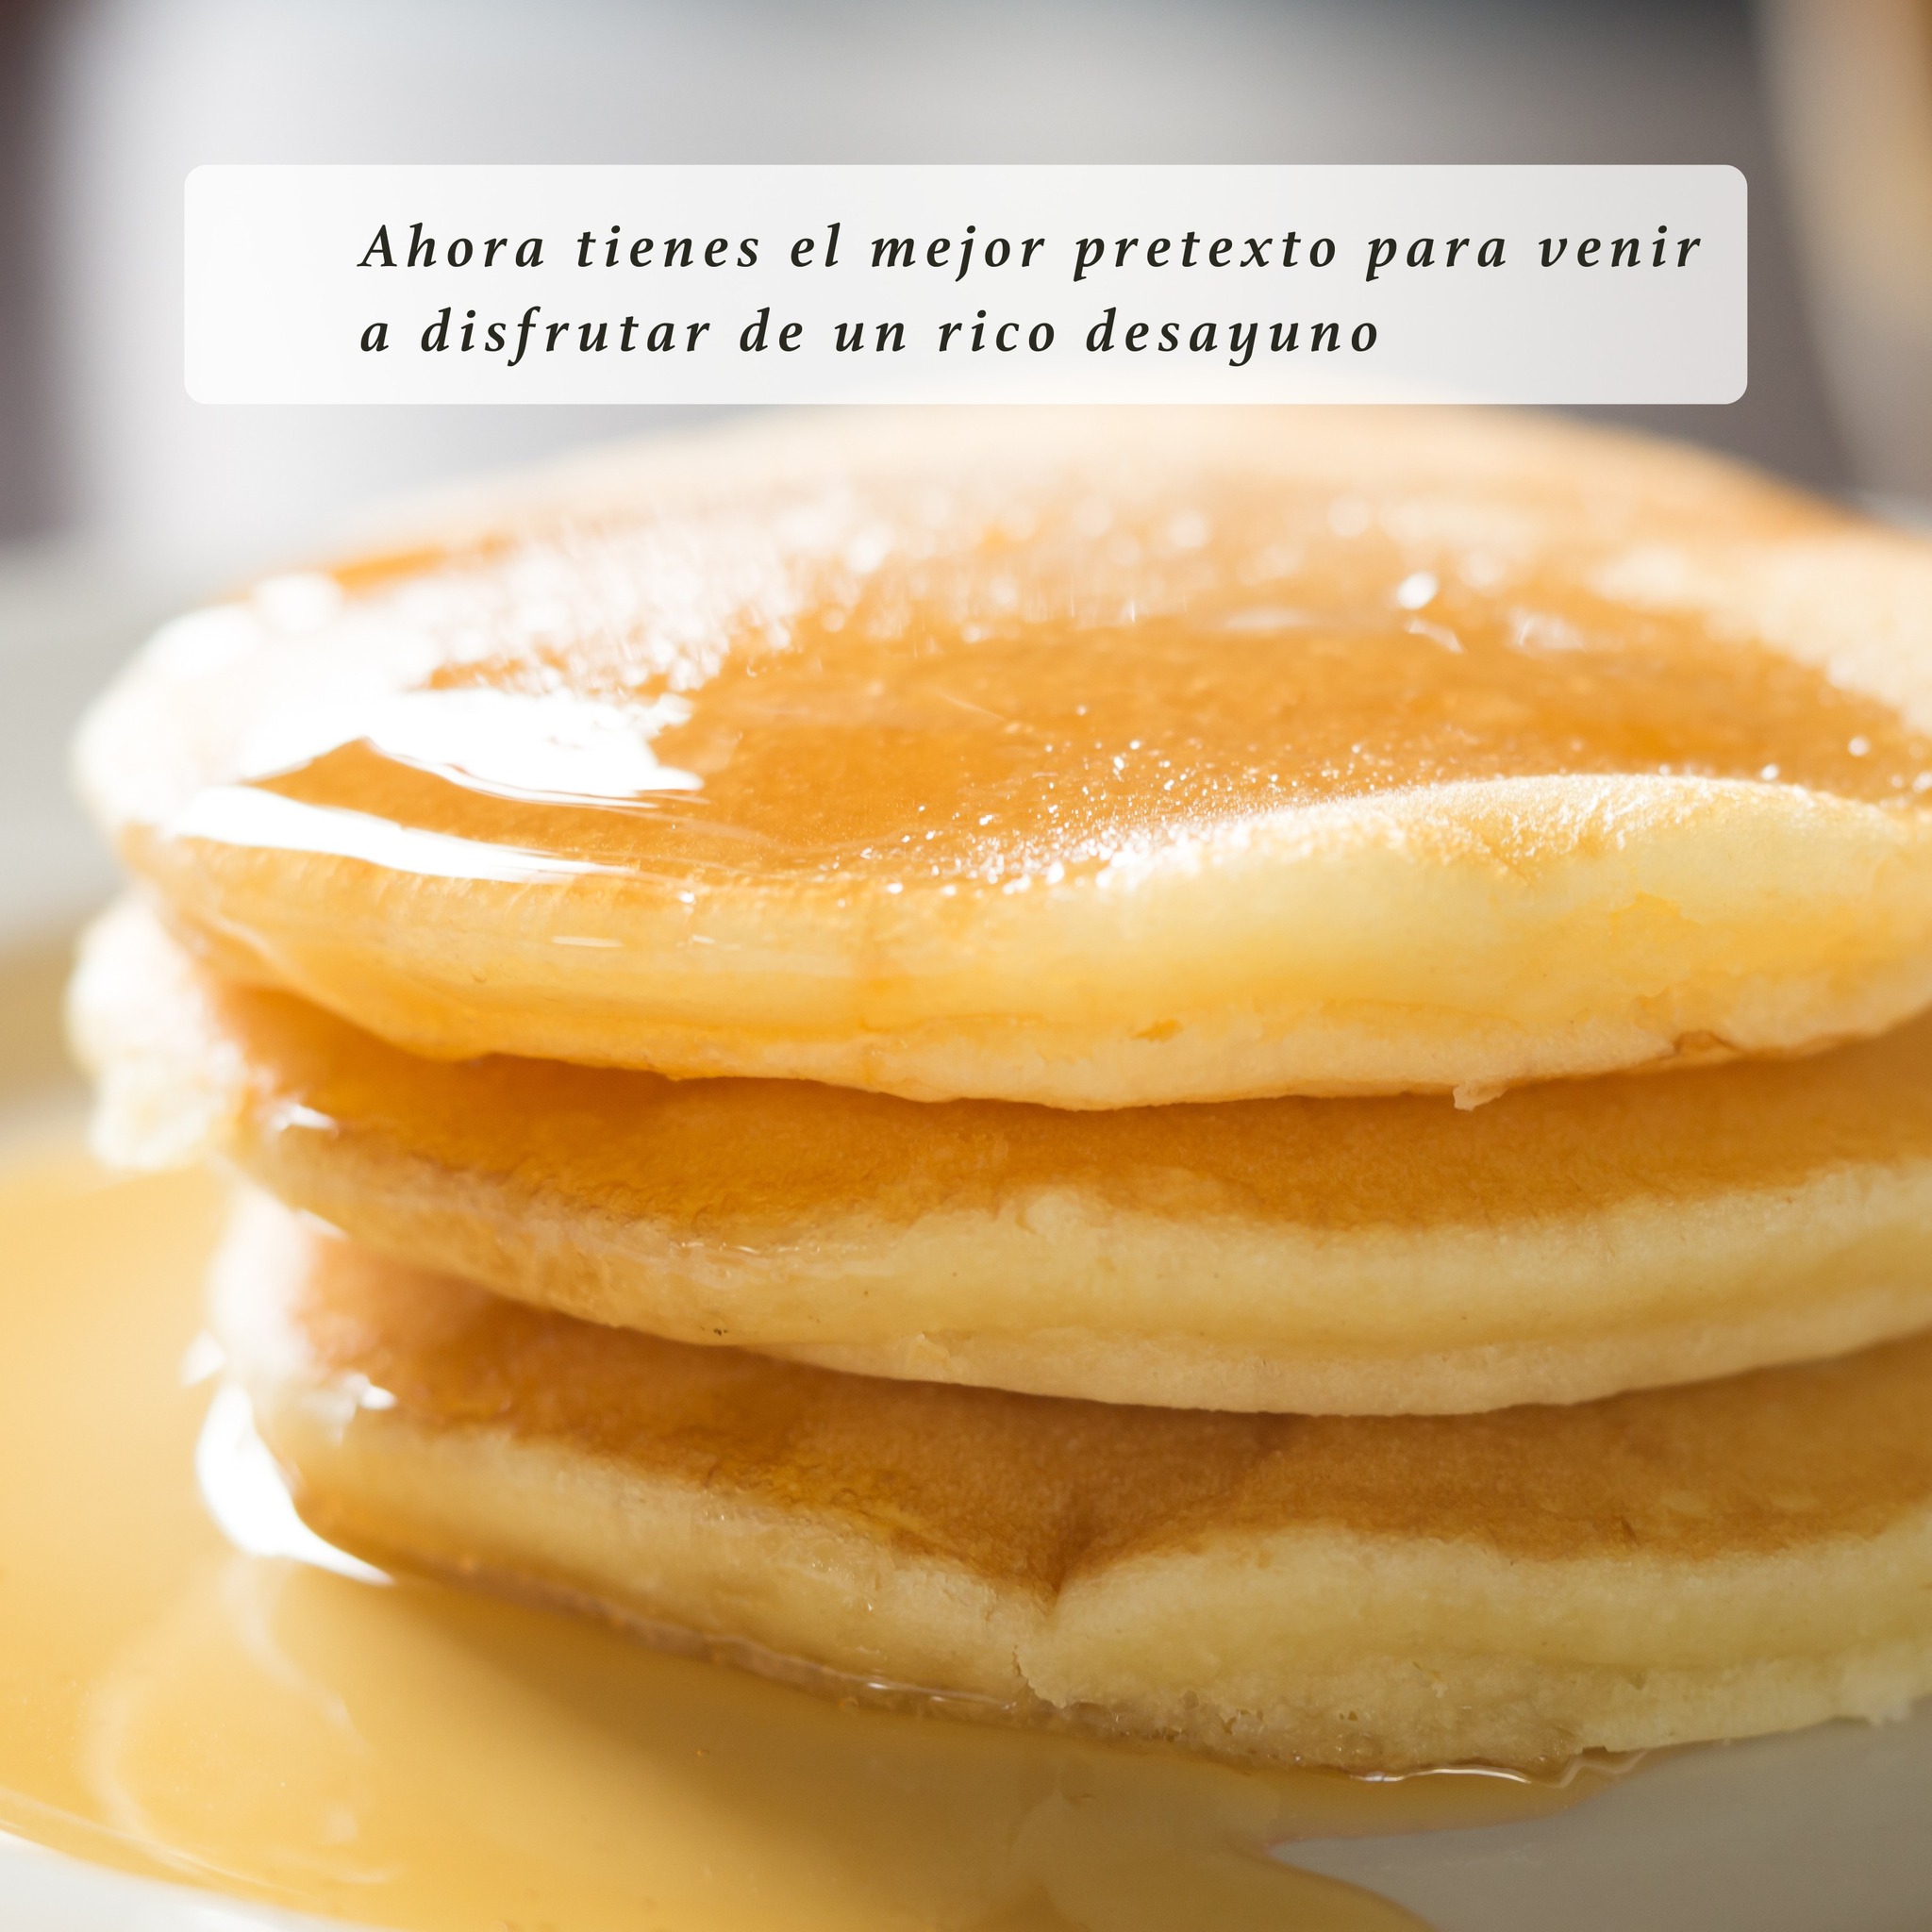 Ahora tienes el mejor pretexto para venir
a disfrutar de un rico desayuno